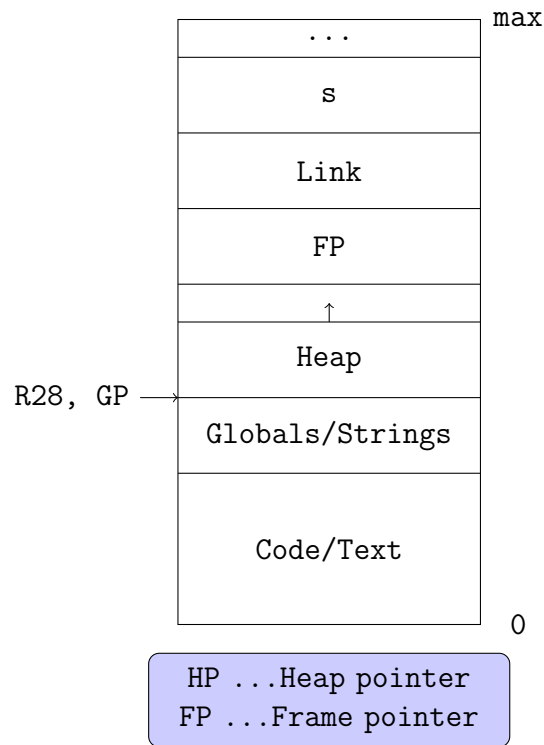 ...
max
s
Link
FP
Heap
R28, GP
Globals/Strings
Code/Text
0
HP ...Heap pointer
FP ...Frame pointer